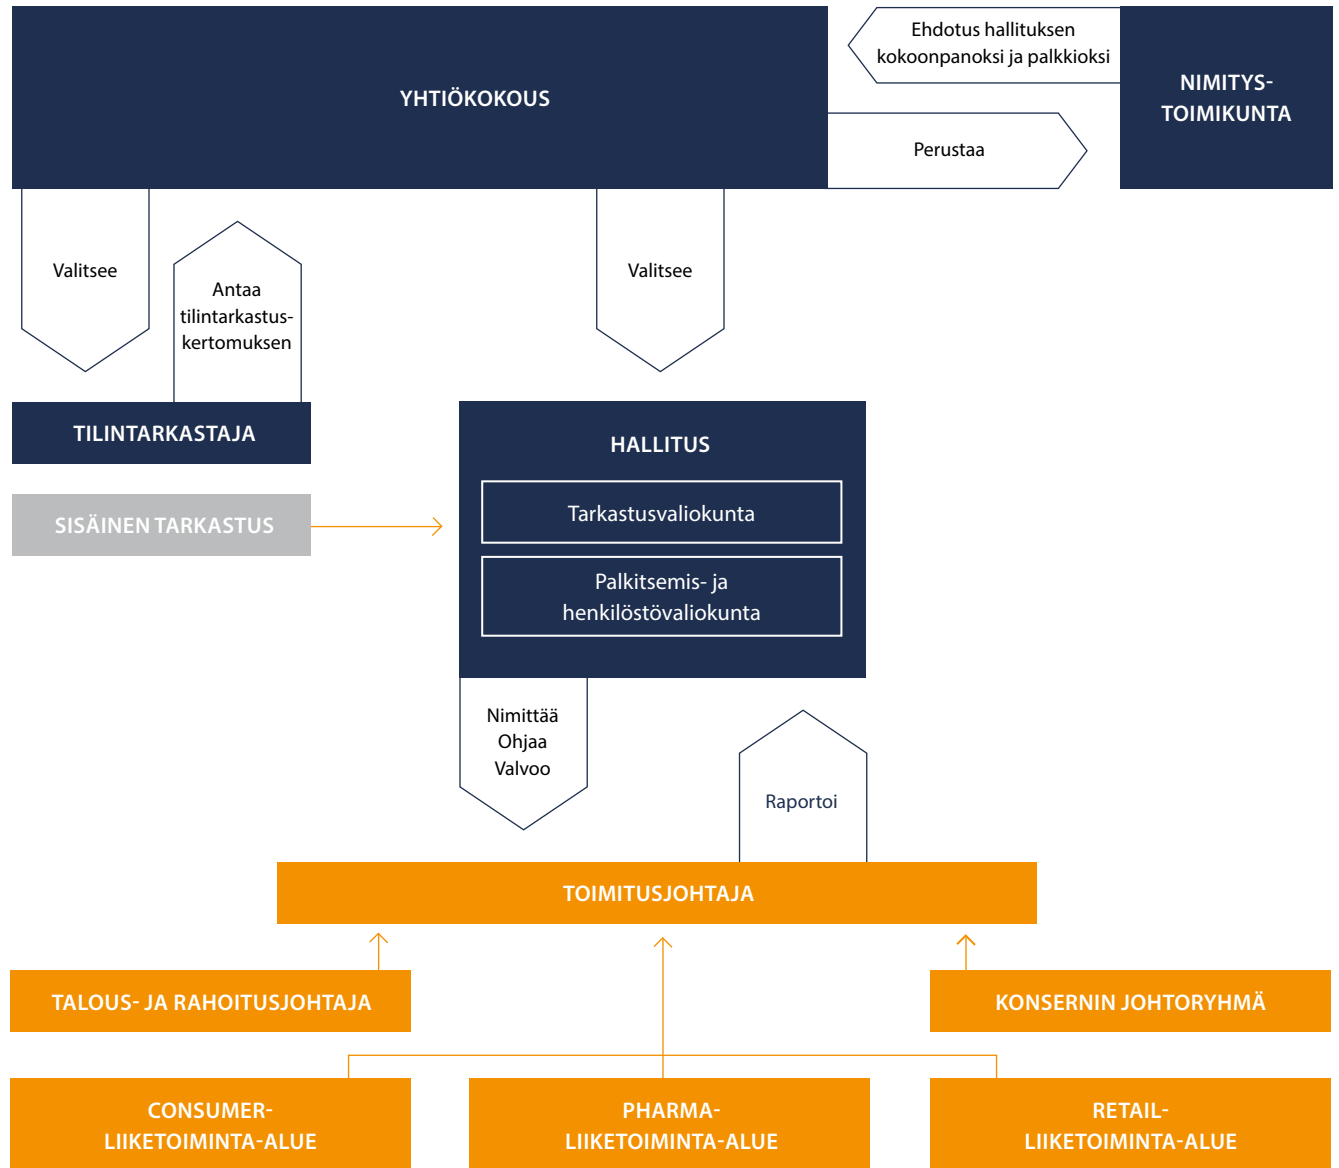 YHTIÖKOKOUS
Ehdotus hallituksen
kokoonpanoksi ja palkkioksi
NIMITYS-
TOIMIKUNTA
Perustaa
Valitsee
Antaa
tilintarkastus-
kertomuksen
Valitsee
TILINTARKASTAJA
SISÄINEN TARKASTUS
HALLITUS
Tarkastusvaliokunta
Palkitsemis- ja
henkilöstövaliokunta
Nimittää
Ohjaa
Valvoo
Raportoi
TOIMITUSJOHTAJA
TALOUS- JA RAHOITUSJOHTAJA
KONSERNIN JOHTORYHMÄ
CONSUMER-
LIIKETOIMINTA-ALUE
PHARMA-
LIIKETOIMINTA-ALUE
RETAIL-
LIIKETOIMINTA-ALUE